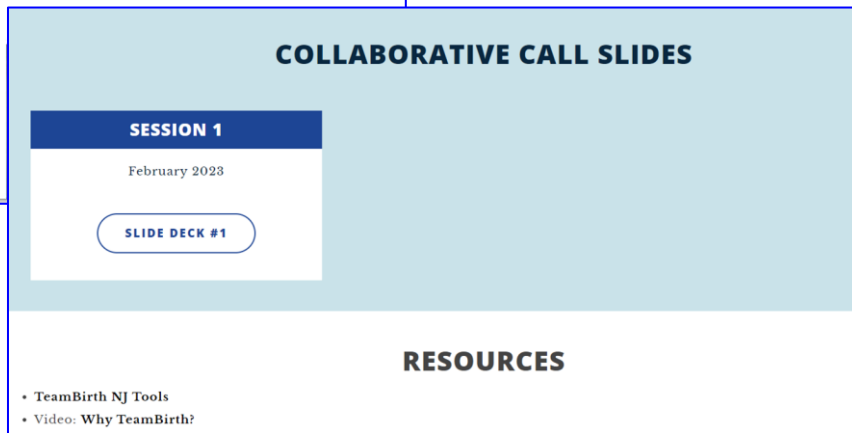 COLLABORATIVE CALL SLIDES
SESSION 1
February 2023
SLIDE DECK #1
RESOURCES
• TeamBirth NJ Tools
• Video: Why TeamBirth?